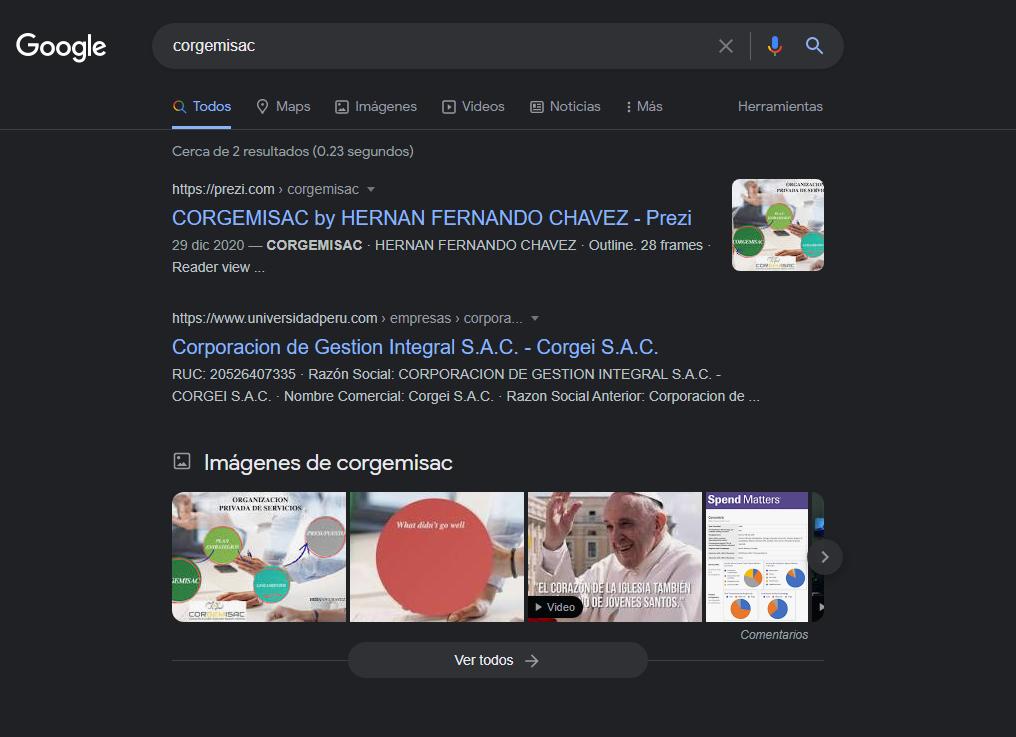 Google
corgemisac
Todos
Maps
Imágenes
Videos
Noticias
Más
Herramientas
Cerca de 2 resultados (0.23 segundos)
https://prezi.com › corgemisac
CORGEMISAC by HERNAN FERNANDO CHAVEZ - Prezi
29 dic 2020 — CORGEMISAC · HERNAN FERNANDO CHAVEZ · Outline. 28 frames ·
Reader view ...
ORGANIZACION
PRIVADA DE SERVIC
PLAN
ESTRATEGICO
CORGEMISAC
CORGEMISAC
https://www.universidadperu.com › empresas › corpora...
Corporacion de Gestion Integral S.A.C. - Corgei S.A.C.
RUC: 20526407335 · Razón Social: CORPORACION DE GESTION INTEGRAL S.A.C. -
CORGEI S.A.C. · Nombre Comercial: Corgei S.A.C. · Razon Social Anterior: Corporacion de ...
Imágenes de corgemisac
ORGANIZACION
PRIVADA DE SERVICIOS
PLAN
ESTRATEGICO
PRESUPUESTO
GEMISAC
CORGEMISAC
What didn't go well
"EL CORAZÓN DE LA IGLESIA TAMBIÉN
O DE JÓVENES SANTOS."
Video
Spend Matters
Comentarios
Ver todos